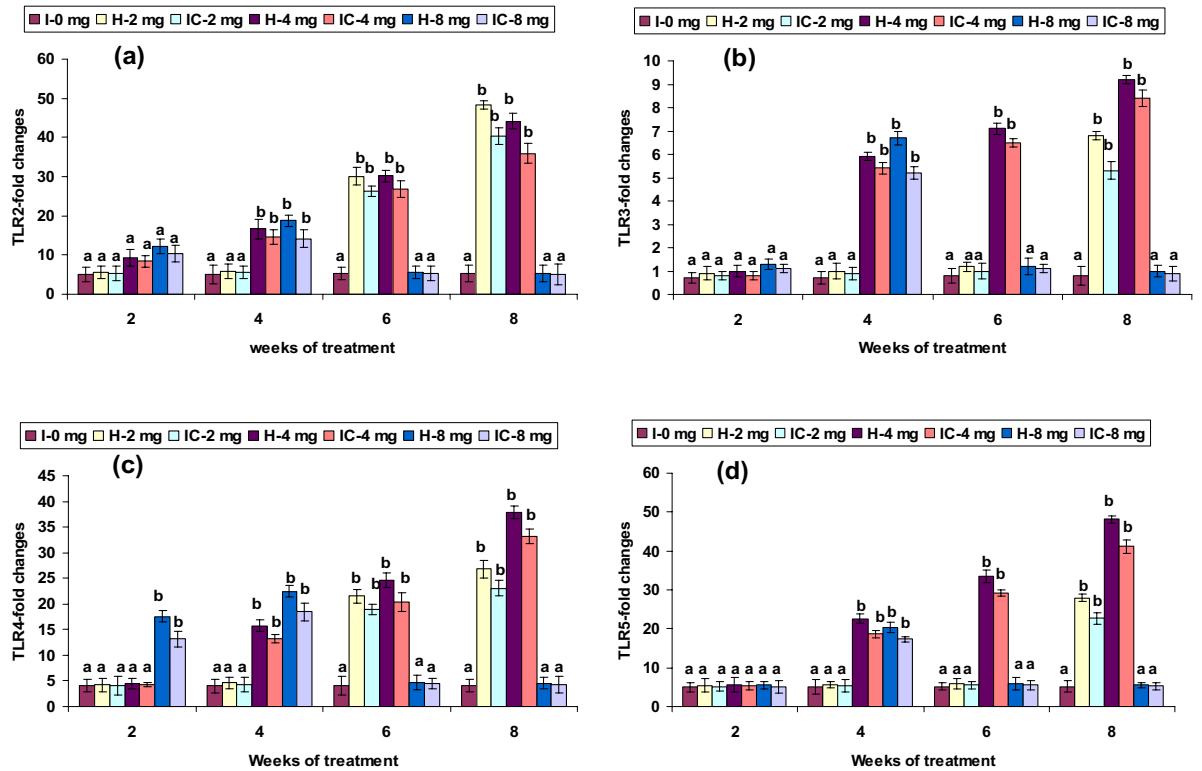 I-0 mg H-2 mg IC-2 mg H-4 mg IC-4 mg H-8 mg IC-8 mg
(a)
TLR2-fold changes
60
50
40
30
20
10
0
a a a a a a a
a a a b b b b
a b b b b a a
a b b b b a a
2 4 6 8
weeks of treatment
I-0 mg H-2 mg IC-2 mg H-4 mg IC-4 mg H-8 mg IC-8 mg
(b)
TLR3-fold changes
10
9
8
7
6
5
4
3
2
1
0
a a a a a a a
a a a b b b b
a a a b b a a
a b b b b a a
2 4 6 8
Weeks of treatment
I-0 mg H-2 mg IC-2 mg H-4 mg IC-4 mg H-8 mg IC-8 mg
(c)
TLR4-fold changes
45
40
35
30
25
20
15
10
5
0
a a a a a b b
a a a b b b b
a b b b b a a
a b b b b a a
2 4 6 8
Weeks of treatment
I-0 mg H-2 mg IC-2 mg H-4 mg IC-4 mg H-8 mg IC-8 mg
(d)
TLR5-fold changes
60
50
40
30
20
10
0
a a a a a a a
a a a b b b b
a a a b b a a
a b b b b a a
2 4 6 8
Weeks of treatment